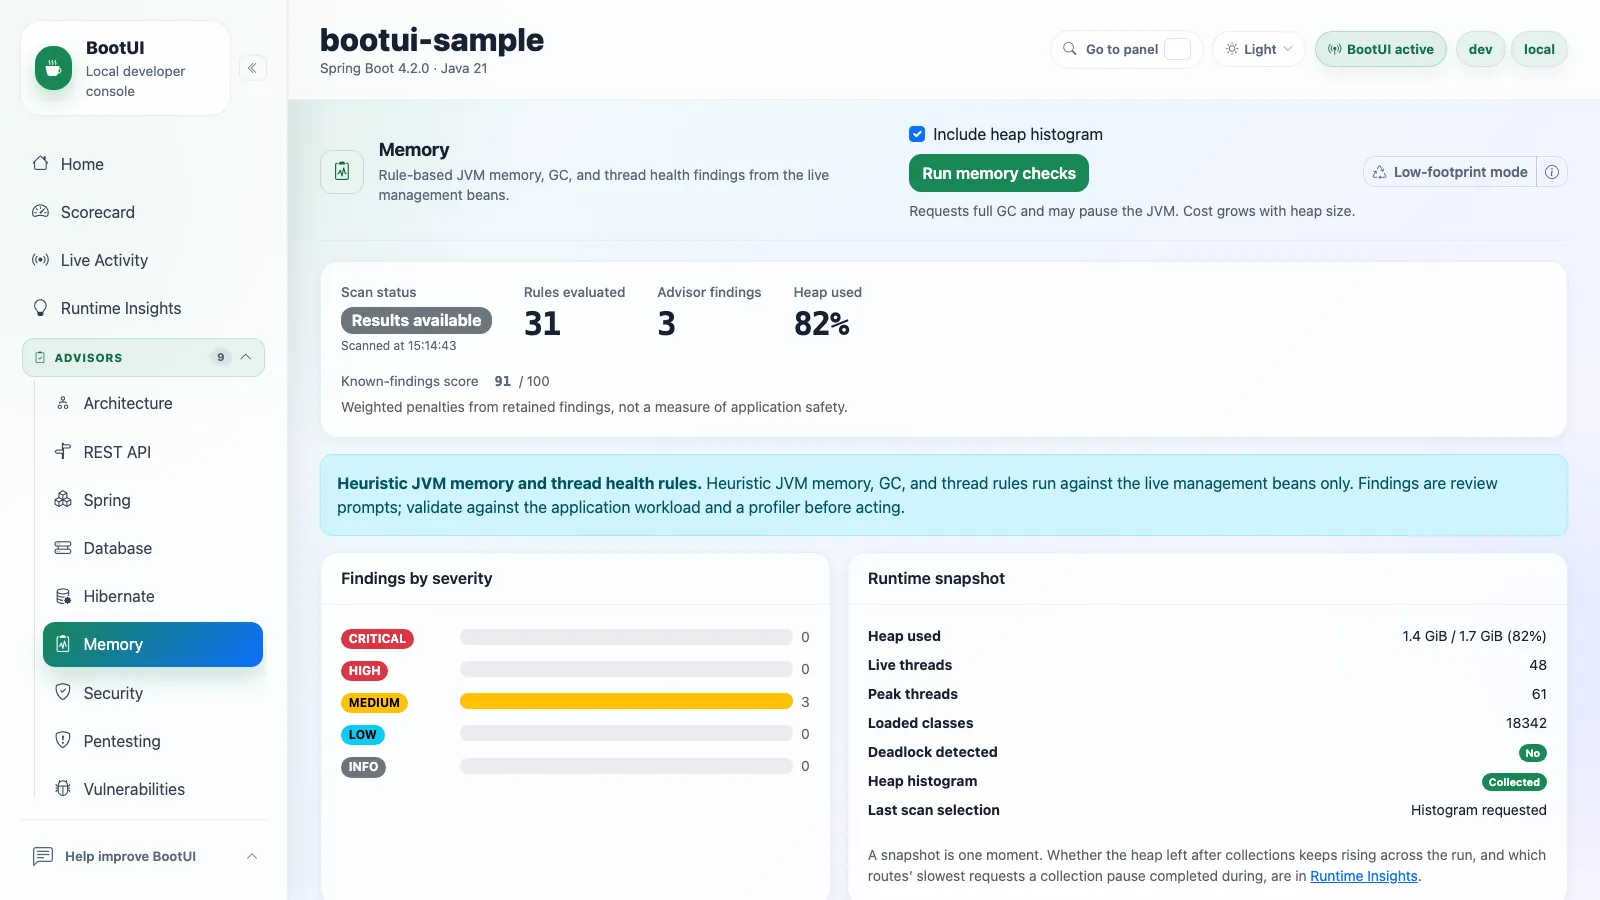 BootUI
Local developer
console
Home
Scorecard
Live Activity
Runtime Insights
ADVISORS 9
Architecture
REST API
Spring
Database
Hibernate
Memory
Security
Pentesting
Vulnerabilities
Help improve BootUI
bootui-sample
Spring Boot 4.2.0 · Java 21
Go to panel
Light
BootUI active
dev
local
Memory
Rule-based JVM memory, GC, and thread health findings from the live
management beans.
Include heap histogram
Run memory checks
Requests full GC and may pause the JVM. Cost grows with heap size.
Low-footprint mode
Scan status
Results available
Scanned at 15:14:43
Rules evaluated
31
Advisor findings
3
Heap used
82%
Known-findings score 91 / 100
Weighted penalties from retained findings, not a measure of application safety.
Heuristic JVM memory and thread health rules. Heuristic JVM memory, GC, and thread rules run against the live management beans only. Findings are review
prompts; validate against the application workload and a profiler before acting.
Findings by severity
CRITICAL 0
HIGH 0
MEDIUM 3
LOW 0
INFO 0
Runtime snapshot
Heap used 1.4 GiB / 1.7 GiB (82%)
Live threads 48
Peak threads 61
Loaded classes 18342
Deadlock detected No
Heap histogram Collected
Last scan selection Histogram requested
A snapshot is one moment. Whether the heap left after collections keeps rising across the run, and which
routes' slowest requests a collection pause completed during, are in Runtime Insights.